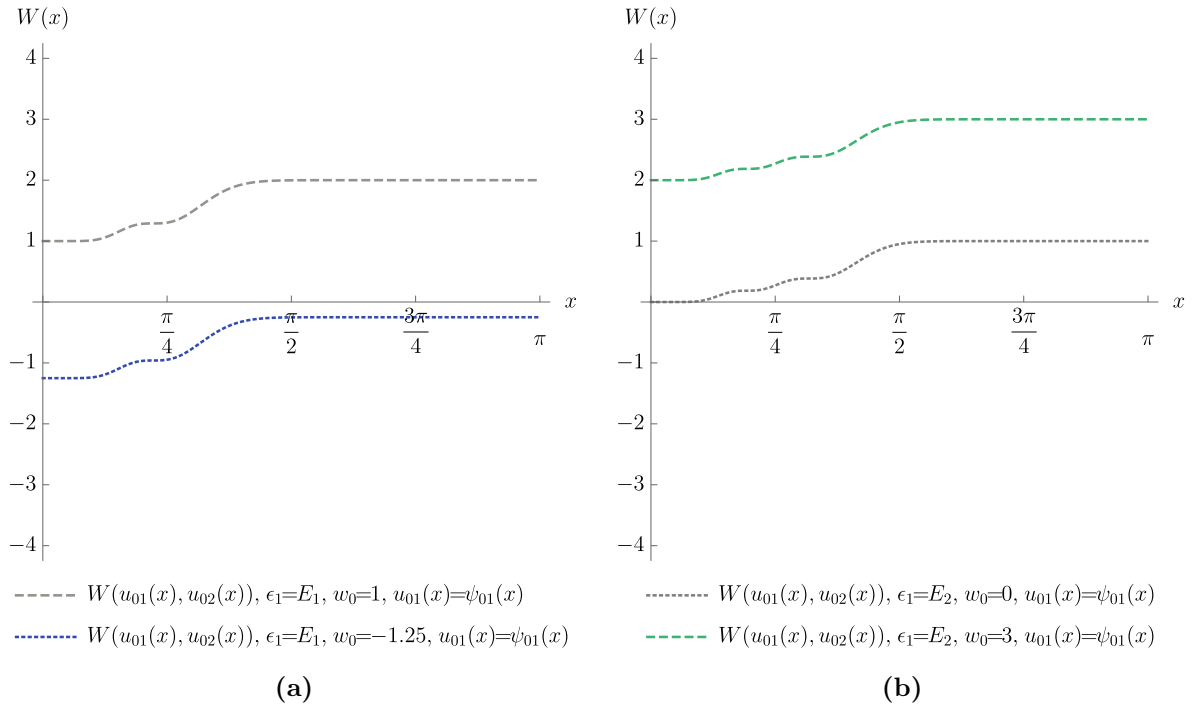 W(x)
4
3
2
1
−1
−2
−3
−4
π/4
π/2
3π/4
π
x
W(u₀₁(x), u₀₂(x)), ϵ₁=E₁, w₀=1, u₀₁(x)=ψ₀₁(x)
W(u₀₁(x), u₀₂(x)), ϵ₁=E₁, w₀=−1.25, u₀₁(x)=ψ₀₁(x)
(a)
W(x)
4
3
2
1
−1
−2
−3
−4
π/4
π/2
3π/4
π
x
W(u₀₁(x), u₀₂(x)), ϵ₁=E₂, w₀=0, u₀₁(x)=ψ₀₁(x)
W(u₀₁(x), u₀₂(x)), ϵ₁=E₂, w₀=3, u₀₁(x)=ψ₀₁(x)
(b)